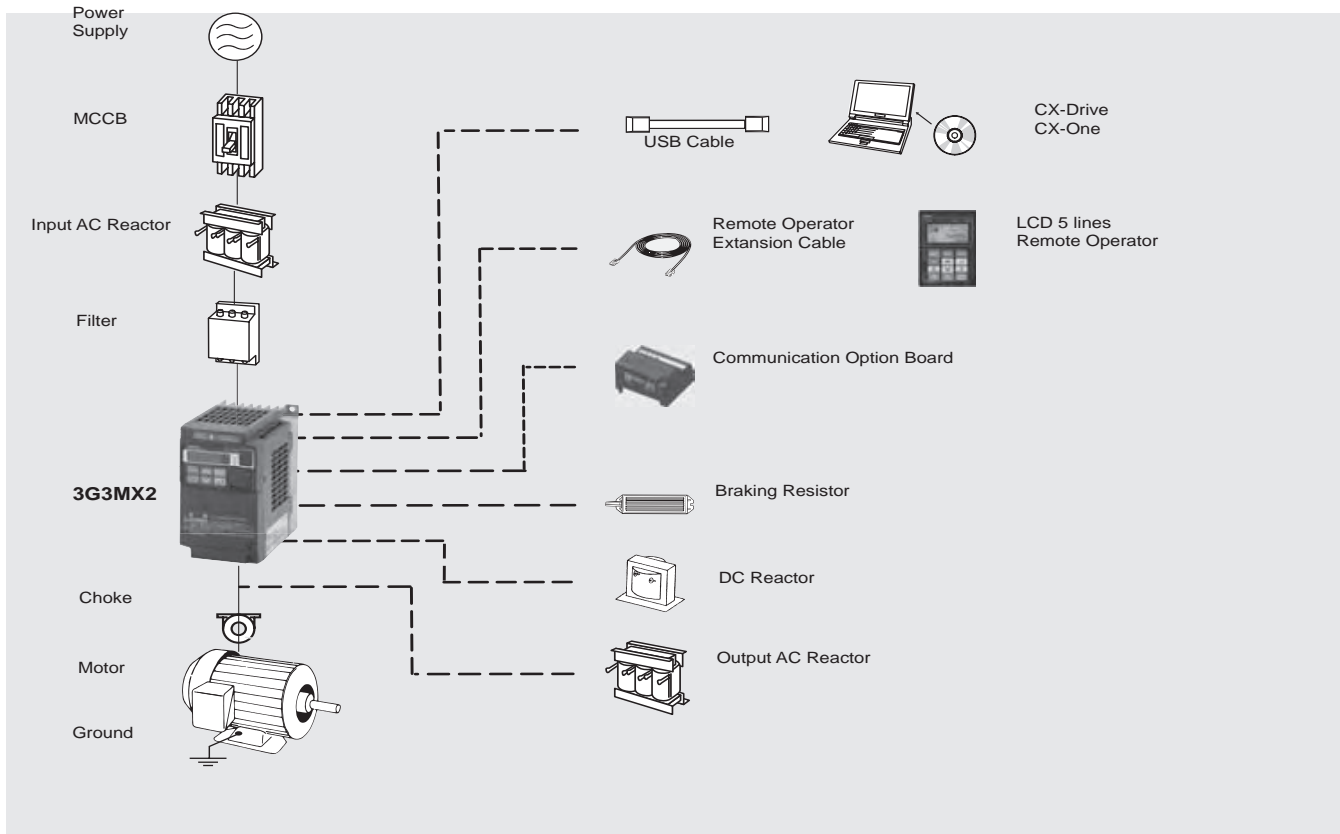 Power
Supply
MCCB
Input AC Reactor
Filter
3G3MX2
Choke
Motor
Ground
USB Cable
CX-Drive
CX-One
Remote Operator
Extansion Cable
LCD 5 lines
Remote Operator
Communication Option Board
Braking Resistor
DC Reactor
Output AC Reactor